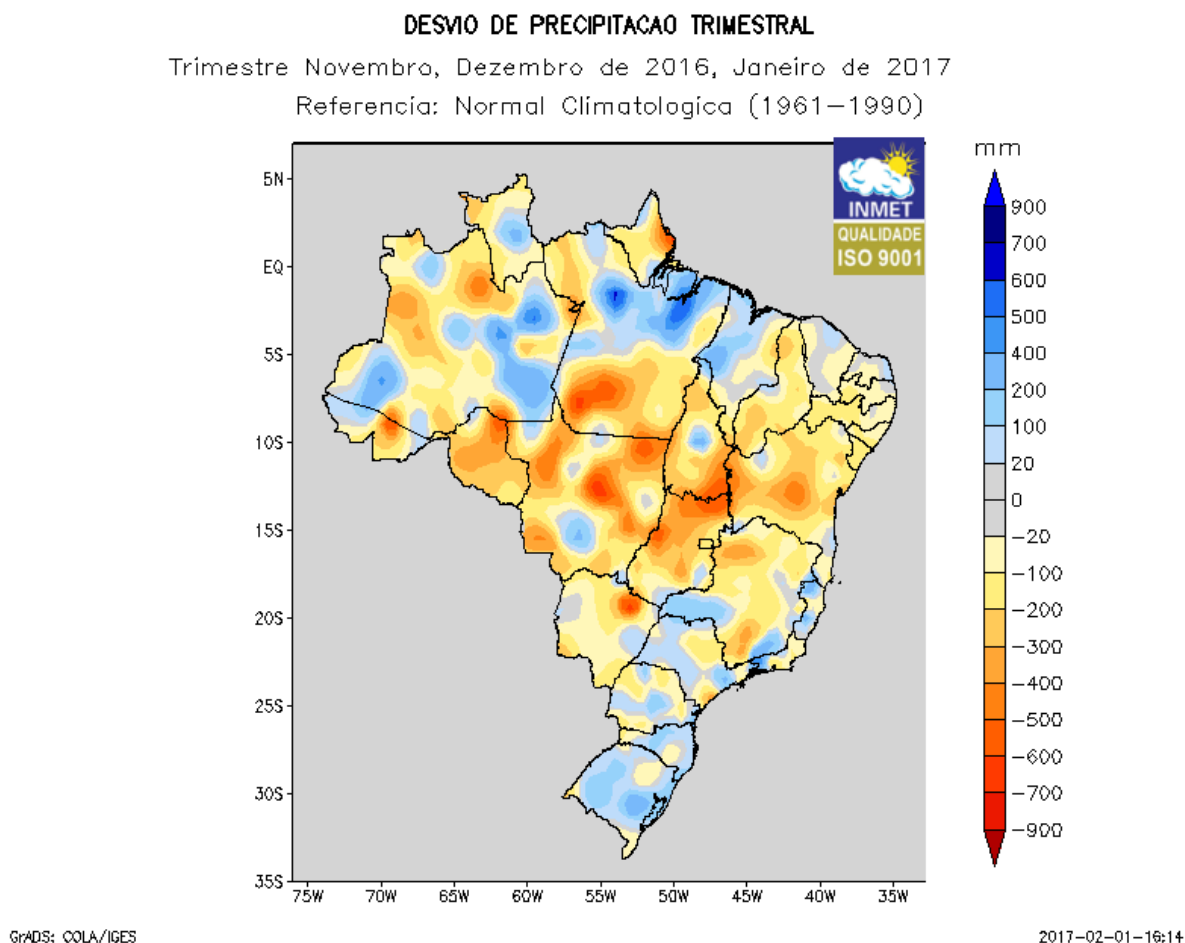 DESVIO DE PRECIPITACAO TRIMESTRAL
Trimestre Novembro, Dezembro de 2016, Janeiro de 2017
Referencia: Normal Climatologica (1961-1990)
INMET
QUALIDADE
ISO 9001
mm
900
700
600
500
400
200
100
20
0
-20
-100
-200
-300
-400
-500
-600
-700
-900
5N
EQ
5S
10S
15S
20S
25S
30S
35S
75W 70W 65W 60W 55W 50W 45W 40W 35W
GrADS: COLA/IGES
2017-02-01-16:14